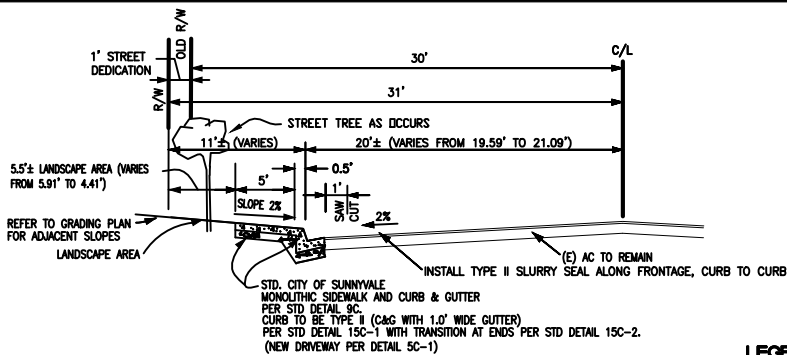 OLD R/W
1' STREET
DEDICATION
C/L
30'
R/W
31'
STREET TREE AS OCCURS
11'± (VARIES)
20'± (VARIES FROM 19.59' TO 21.09')
5.5'± LANDSCAPE AREA (VARIES
FROM 5.91' TO 4.41')
5'
0.5'
1'
SAW
CUT
SLOPE 2%
2%
REFER TO GRADING PLAN
FOR ADJACENT SLOPES
LANDSCAPE AREA
(E) AC TO REMAIN
INSTALL TYPE II SLURRY SEAL ALONG FRONTAGE, CURB TO CURB
STD. CITY OF SUNNYVALE
MONOLITHIC SIDEWALK AND CURB & GUTTER
PER STD DETAIL 9C.
CURB TO BE TYPE II (C&G WITH 1.0' WIDE GUTTER)
PER STD DETAIL 15C-1 WITH TRANSITION AT ENDS PER STD DETAIL 15C-2.
(NEW DRIVEWAY PER DETAIL 5C-1)